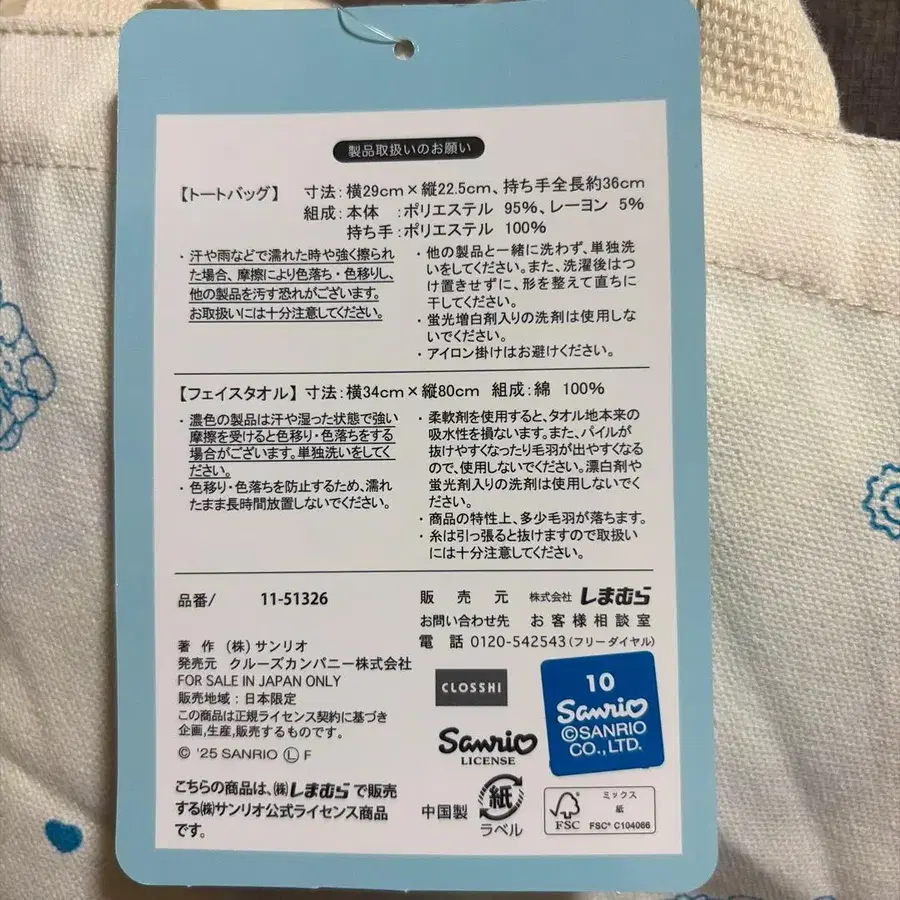 製品取扱いのお願い
【トートバッグ】 寸法:横29cm×縦22.5cm、持ち手全長約36cm
組成:本体 :ポリエステル 95%、レーヨン 5%
持ち手:ポリエステル 100%
・汗や雨などで濡れた時や強く擦られ
た場合、摩擦により色落ち・色移りし、
他の製品を汚す恐れがございます。
お取扱いには十分注意してください。
・他の製品と一緒に洗わず、単独洗
いをしてください。また、洗濯後はつ
け置きせずに、形を整えて直ちに
干してください。
・蛍光増白剤入りの洗剤は使用しな
いでください。
・アイロン掛けはお避けください。
【フェイスタオル】 寸法:横34cm×縦80cm 組成:綿 100%
・濃色の製品は汗や湿った状態で強い
摩擦を受けると色移り・色落ちをする
場合がございます。単独洗いをしてく
ださい。
・色移り・色落ちを防止するため、濡れ
たまま長時間放置しないでください。
・柔軟剤を使用すると、タオル地本来の
吸水性を損ないます。また、パイルが
抜けやすくなったり毛羽が出やすくなる
ので、使用しないでください。漂白剤や
蛍光剤入りの洗剤は使用しないでくだ
さい。
・商品の特性上、多少毛羽が落ちます。
・糸は引っ張ると抜けますので取扱い
には十分注意してください。
品番/ 11-51326
販売元 株式会社 しまむら
お問い合わせ先 お客様相談室
電話 0120-542543(フリーダイヤル)
著作 (株)サンリオ
発売元 クルーズカンパニー株式会社
FOR SALE IN JAPAN ONLY
販売地域:日本限定
この商品は正規ライセンス契約に基づき
企画,生産,販売するものです。
© '25 SANRIO Ⓛ F
こちらの商品は、㈱しまむらで販売
する㈱サンリオ公式ライセンス商品
です。
CLOSSHI
Sanrio
LICENSE
10
Sanrio
©SANRIO
CO.,LTD.
中国製
紙
ラベル
FSC
ミックス
紙
FSC® C104066